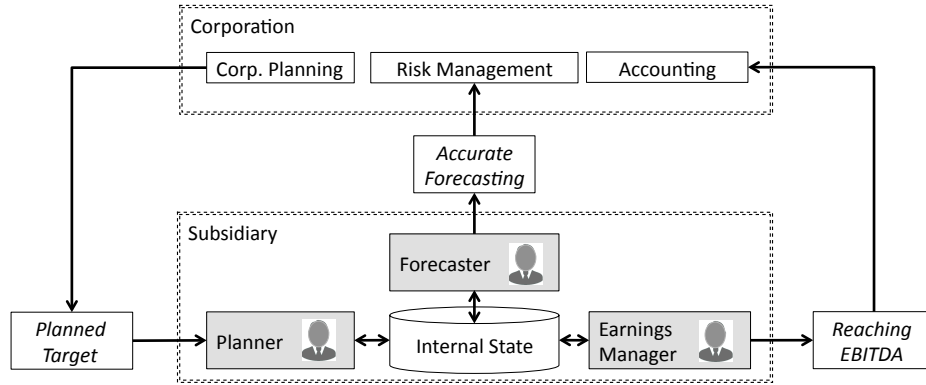 Corporation
Corp. Planning
Risk Management
Accounting
Accurate
Forecasting
Subsidiary
Forecaster
Planned
Target
Planner
Internal State
Earnings
Manager
Reaching
EBITDA